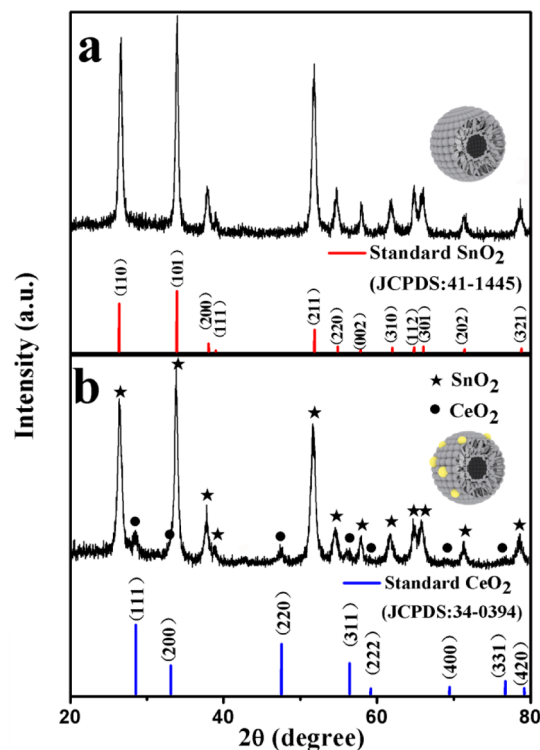 a
Standard SnO2
(JCPDS:41-1445)
(110)
(101)
(200)
(111)
(211)
(220)
(002)
(310)
(112)
(301)
(202)
(321)
b
★ SnO2
● CeO2
Standard CeO2
(JCPDS:34-0394)
(111)
(200)
(220)
(311)
(222)
(400)
(331)
(420)
20 40 60 80
2θ (degree)
Intensity (a.u.)